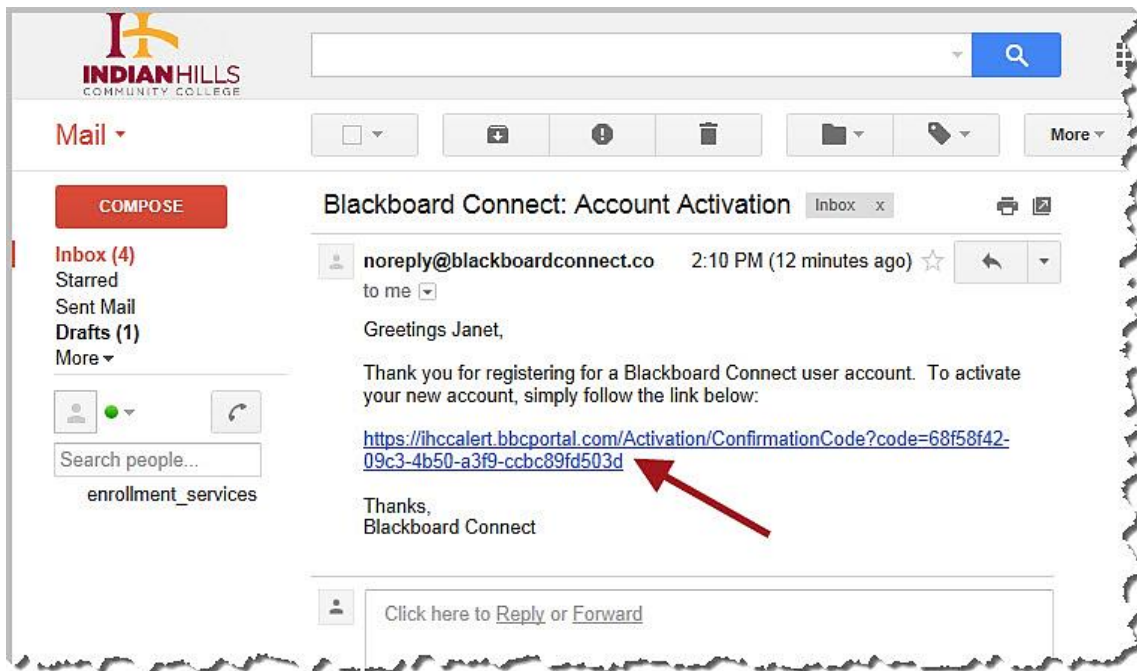 INDIANHILLS
COMMUNITY COLLEGE
Mail
More
COMPOSE
Blackboard Connect: Account Activation
Inbox x
Inbox (4)
Starred
Sent Mail
Drafts (1)
More
noreply@blackboardconnect.co 2:10 PM (12 minutes ago)
to me
Greetings Janet,
Thank you for registering for a Blackboard Connect user account. To activate
your new account, simply follow the link below:
https://ihccalert.bbcportal.com/Activation/ConfirmationCode?code=68f58f42-
09c3-4b50-a3f9-ccbc89fd503d
Thanks,
Blackboard Connect
Search people...
enrollment_services
Click here to Reply or Forward